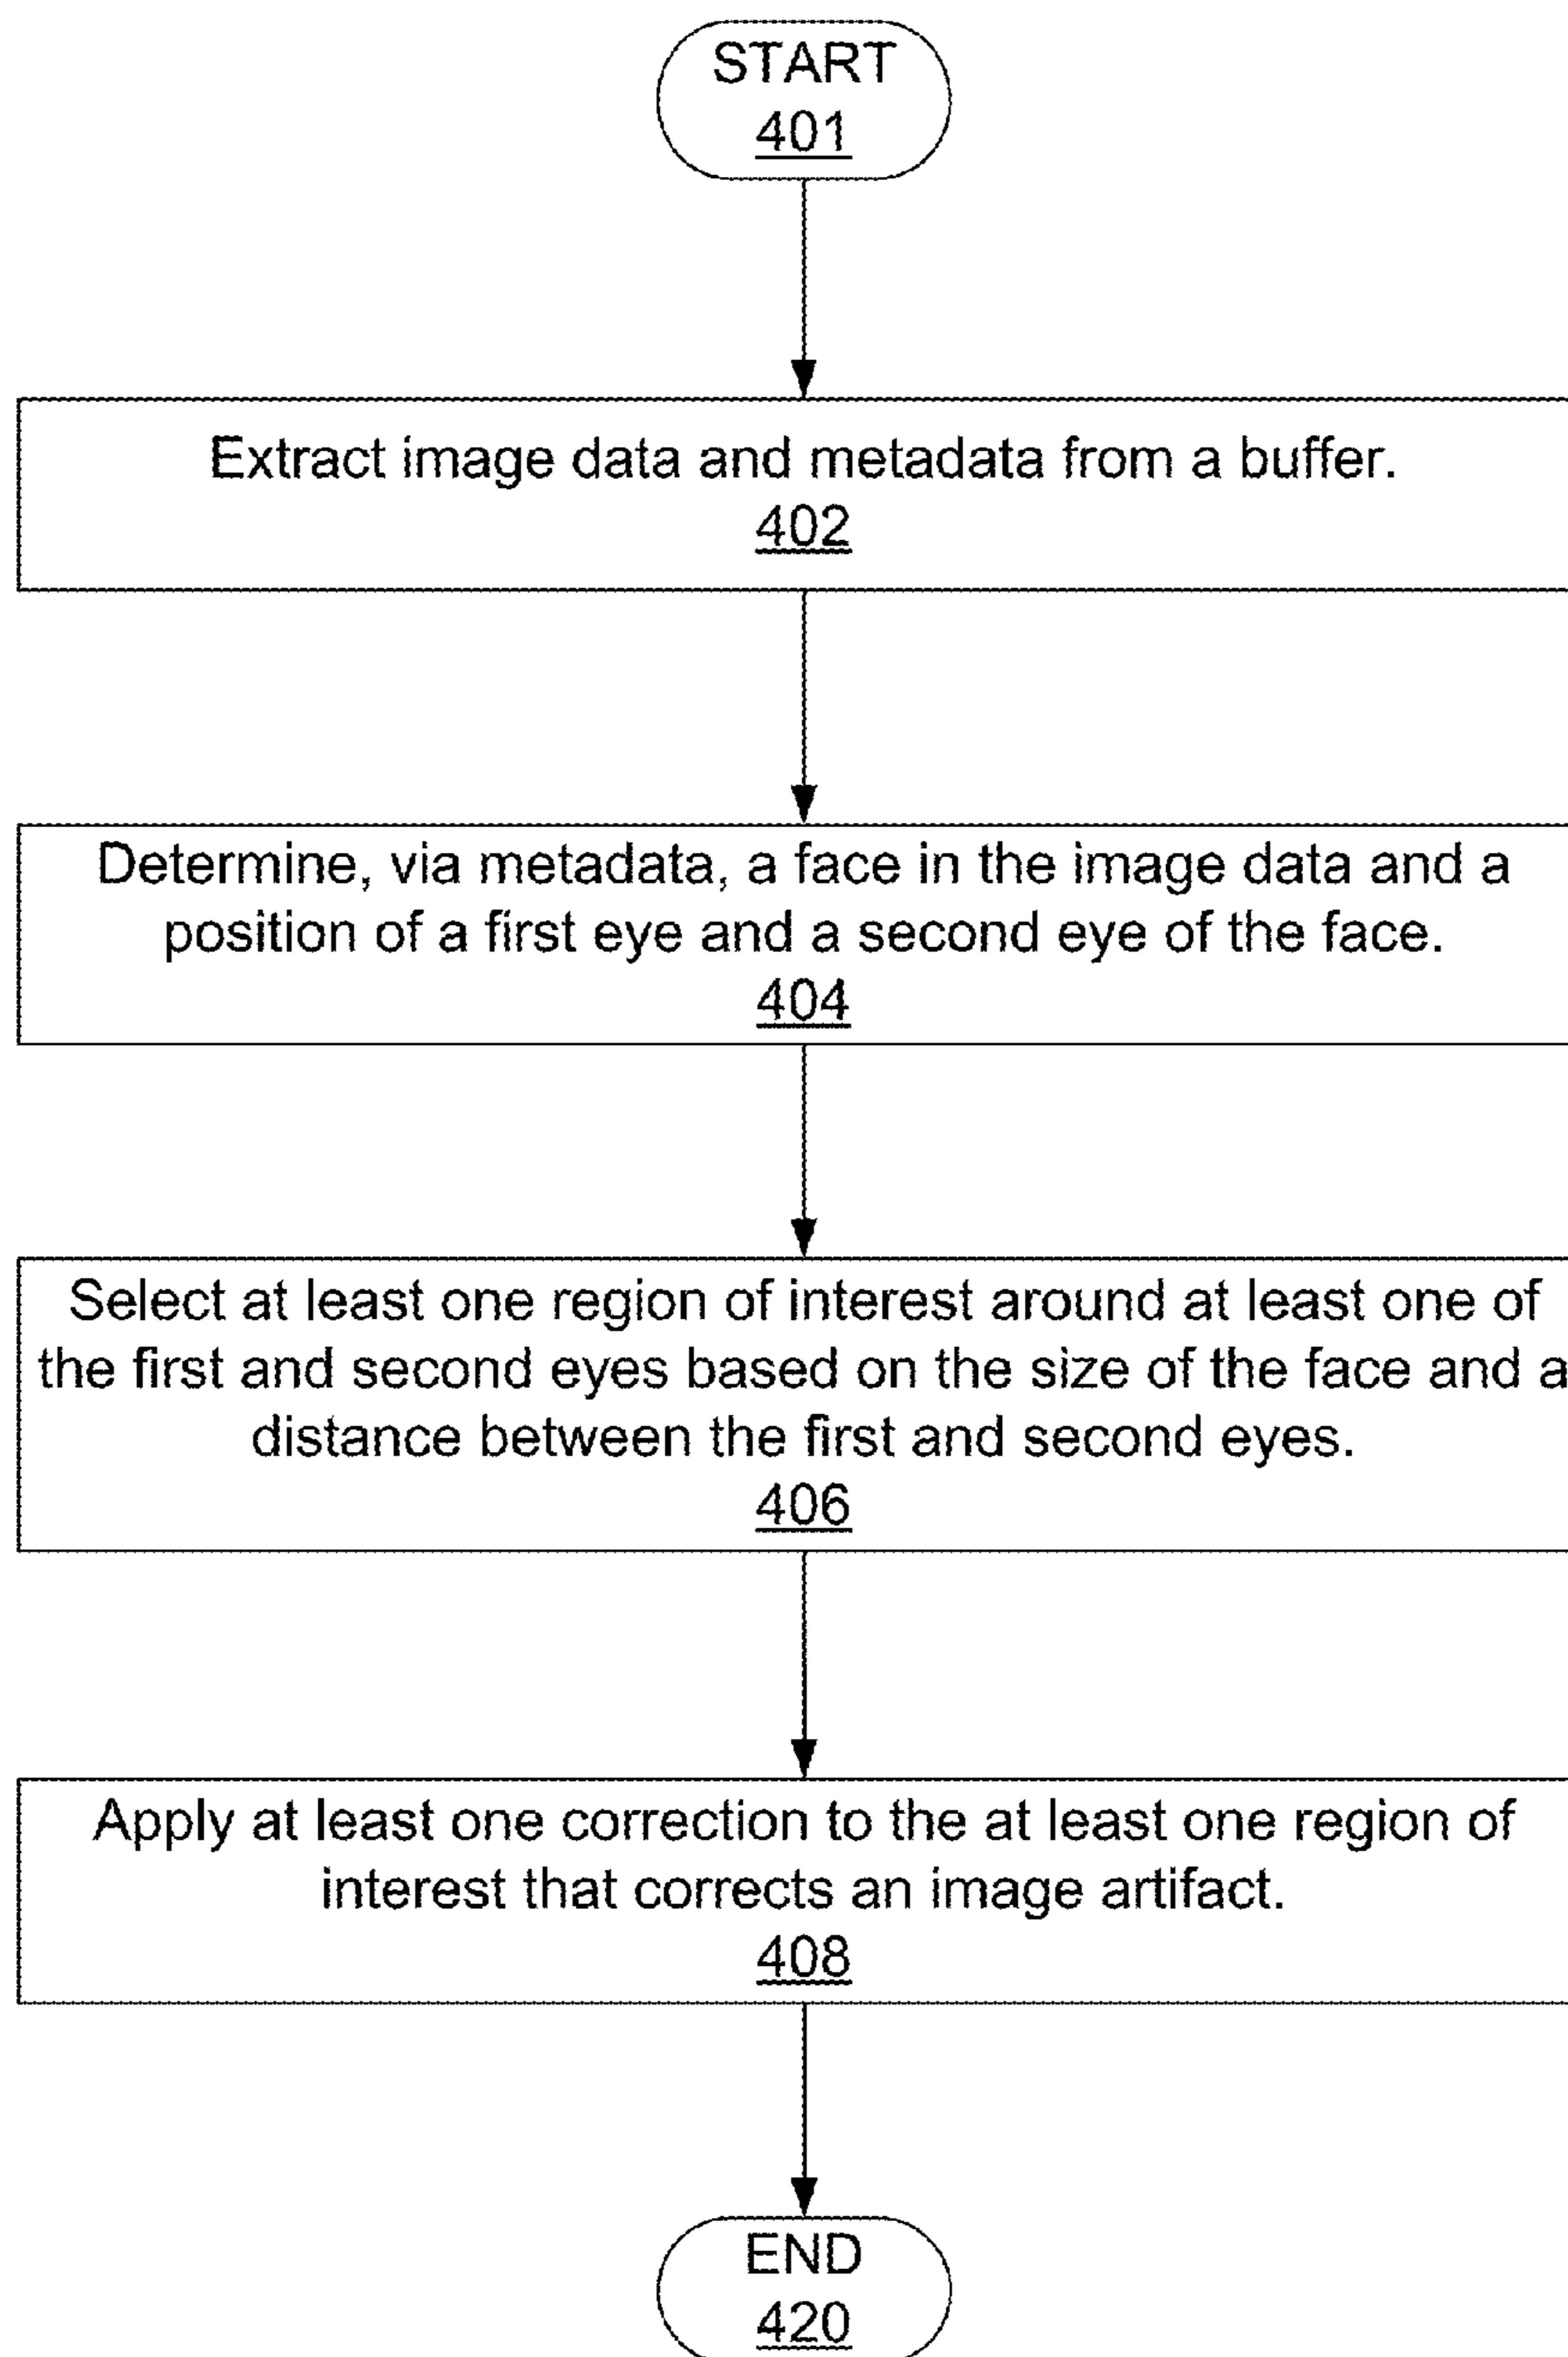 START
401
Extract image data and metadata from a buffer.
402
Determine, via metadata, a face in the image data and a
position of a first eye and a second eye of the face.
404
Select at least one region of interest around at least one of
the first and second eyes based on the size of the face and a
distance between the first and second eyes.
406
Apply at least one correction to the at least one region of
interest that corrects an image artifact.
408
END
420